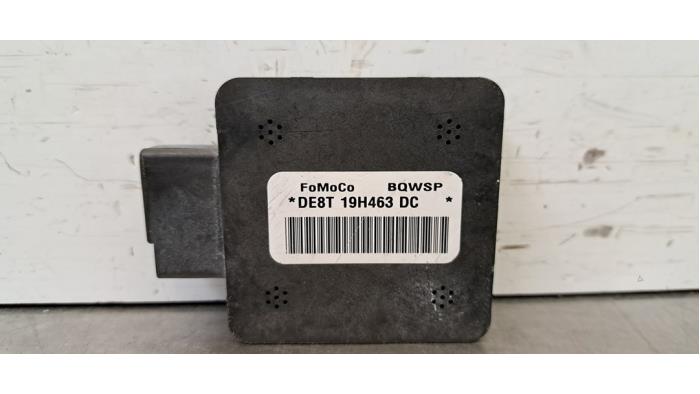 FoMoCo BQWSP
*DE8T 19H463 DC *